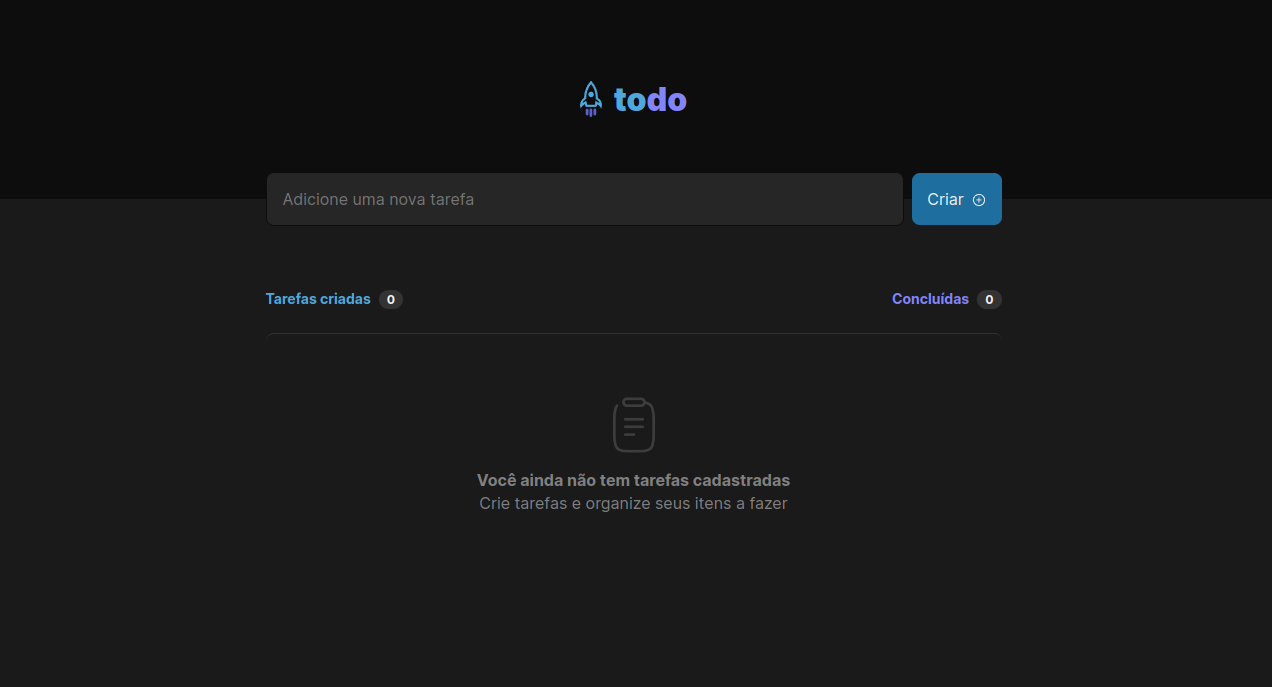 todo
Adicione uma nova tarefa
Criar
Tarefas criadas 0
Concluídas 0
Você ainda não tem tarefas cadastradas
Crie tarefas e organize seus itens a fazer